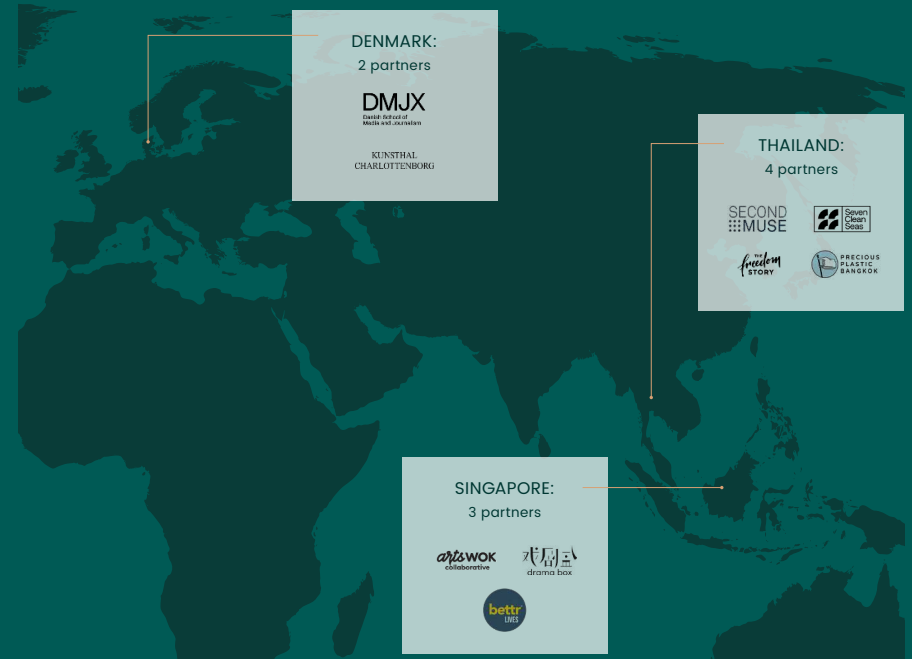 DENMARK:
2 partners
DMJX
Danish School of
Media and Journalism
KUNSTHAL
CHARLOTTENBORG
THAILAND:
4 partners
SECOND
MUSE
Seven
Clean
Seas
THE
freedom
STORY
PRECIOUS
PLASTIC
BANGKOK
SINGAPORE:
3 partners
artswok
collaborative
戏剧盒
drama box
bettr
LIVES